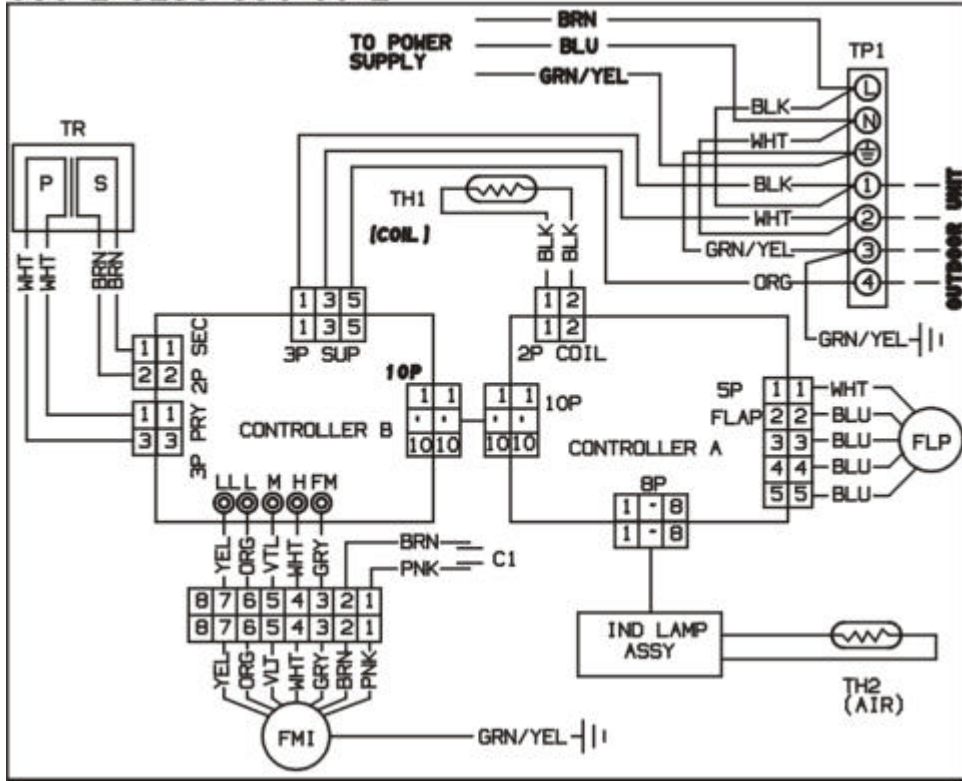 BRN
TO POWER BLU
SUPPLY
GRN/YEL
TP1
L
BLK
N
WHT
TR
P S
BLK 1
TH1
[COIL]
WHT 2
GRN/YEL 3
ORG 4
OUTDOOR UNIT
WHT WHT BRN BRN
BLK BLK
1 3 5
1 3 5
3P SUP
1 2
1 2
2P COIL
GRN/YEL
1 1
2 2
2P SEC
1 1
3 3
3P PRY
10P
1 1
10 10
1 1
10 10
10P
CONTROLLER B
CONTROLLER A
5P
FLAP
1 1 WHT
2 2 BLU
3 3 BLU
4 4 BLU
5 5 BLU
FLP
8P
1 - 8
1 - 8
LL L M H FM
YEL ORG VTL WHT GRY
BRN
PNK
C1
8 7 6 5 4 3 2 1
8 7 6 5 4 3 2 1
YEL ORG VLT WHT GRY BRN PNK
FMI
GRN/YEL
IND LAMP
ASSY
TH2
(AIR)